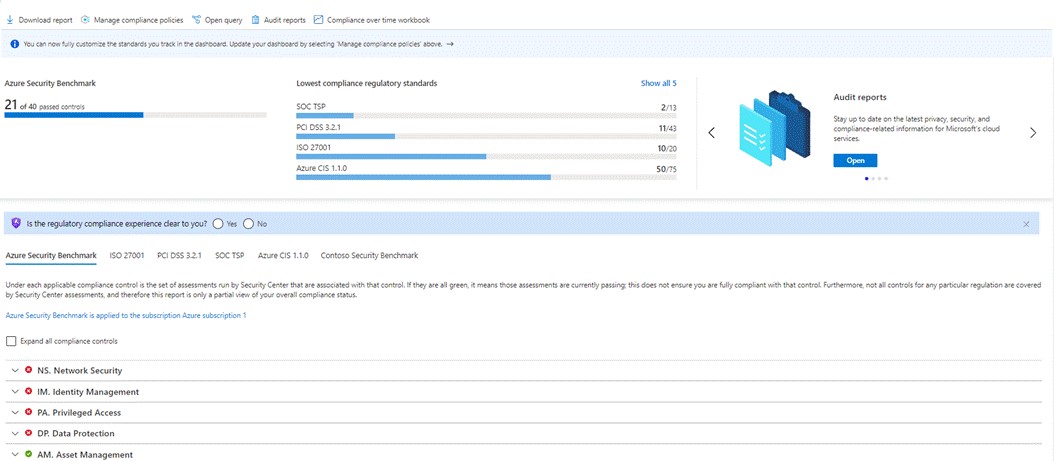 Download report Manage compliance policies Open query Audit reports Compliance over time workbook
You can now fully customize the standards you track in the dashboard. Update your dashboard by selecting 'Manage compliance policies' above. →
Azure Security Benchmark
21 of 40 passed controls
Lowest compliance regulatory standards Show all 5
SOC TSP 2/13
PCI DSS 3.2.1 11/43
ISO 27001 10/20
Azure CIS 1.1.0 50/75
Audit reports
Stay up to date on the latest privacy, security, and
compliance-related information for Microsoft's cloud
services.
Open
Is the regulatory compliance experience clear to you? Yes No
Azure Security Benchmark ISO 27001 PCI DSS 3.2.1 SOC TSP Azure CIS 1.1.0 Contoso Security Benchmark
Under each applicable compliance control is the set of assessments run by Security Center that are associated with that control. If they are all green, it means those assessments are currently passing; this does not ensure you are fully compliant with that control. Furthermore, not all controls for any particular regulation are covered
by Security Center assessments, and therefore this report is only a partial view of your overall compliance status.
Azure Security Benchmark is applied to the subscription Azure subscription 1
Expand all compliance controls
NS. Network Security
IM. Identity Management
PA. Privileged Access
DP. Data Protection
AM. Asset Management